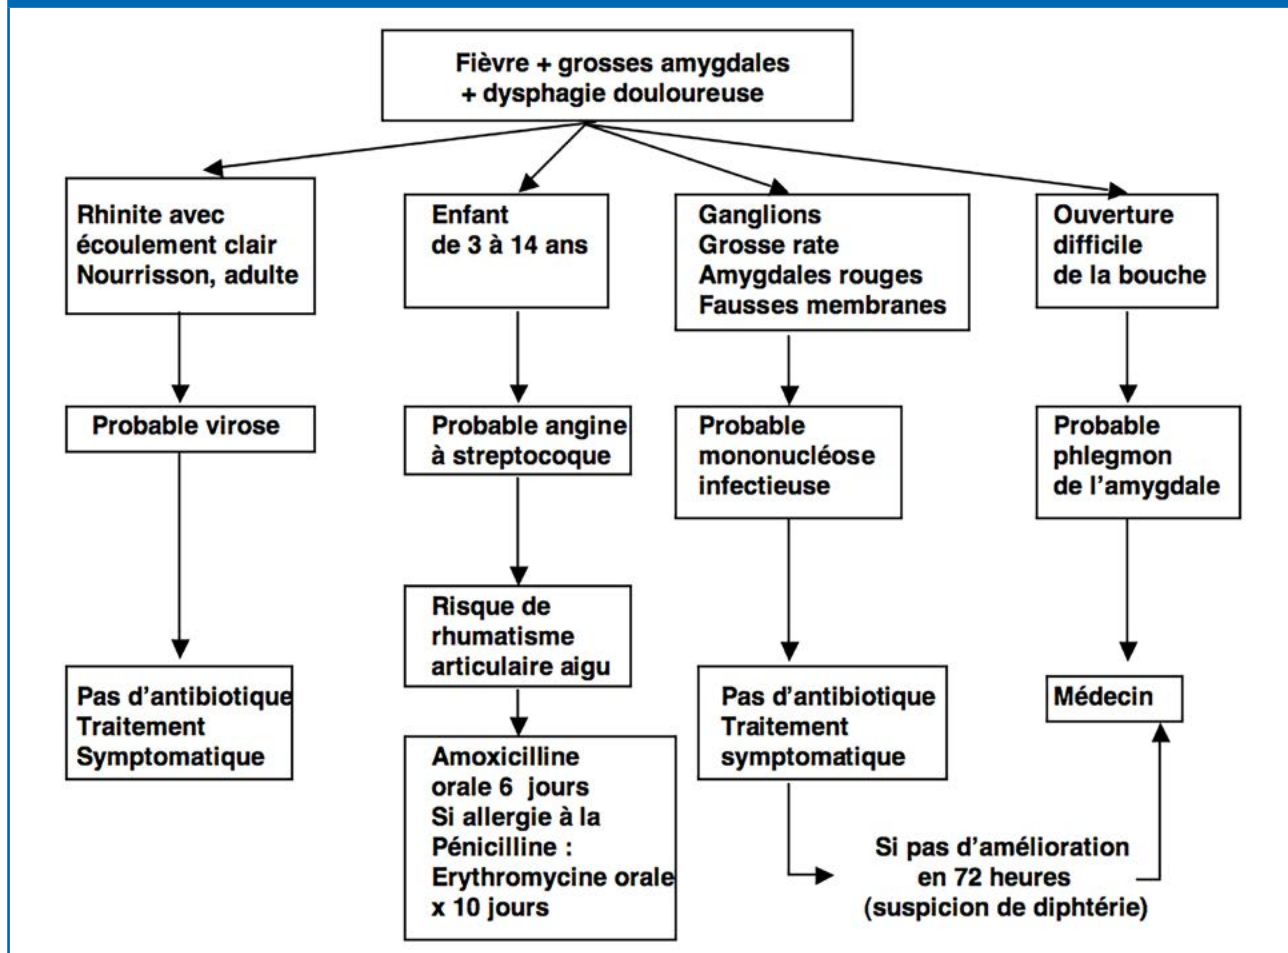 Fièvre + grosses amygdales
+ dysphagie douloureuse
Rhinite avec
écoulement clair
Nourrisson, adulte
Enfant
de 3 à 14 ans
Ganglions
Grosse rate
Amygdales rouges
Fausses membranes
Ouverture
difficile
de la bouche
Probable virose
Probable angine
à streptocoque
Probable
mononucléose
infectieuse
Probable
phlegmon
de l’amygdale
Risque de
rhumatisme
articulaire aigu
Pas d’antibiotique
Traitement
Symptomatique
Amoxicilline
orale 6 jours
Si allergie à la
Pénicilline :
Erythromycine orale
x 10 jours
Pas d’antibiotique
Traitement
symptomatique
Médecin
Si pas d’amélioration
en 72 heures
(suspicion de diphtérie)